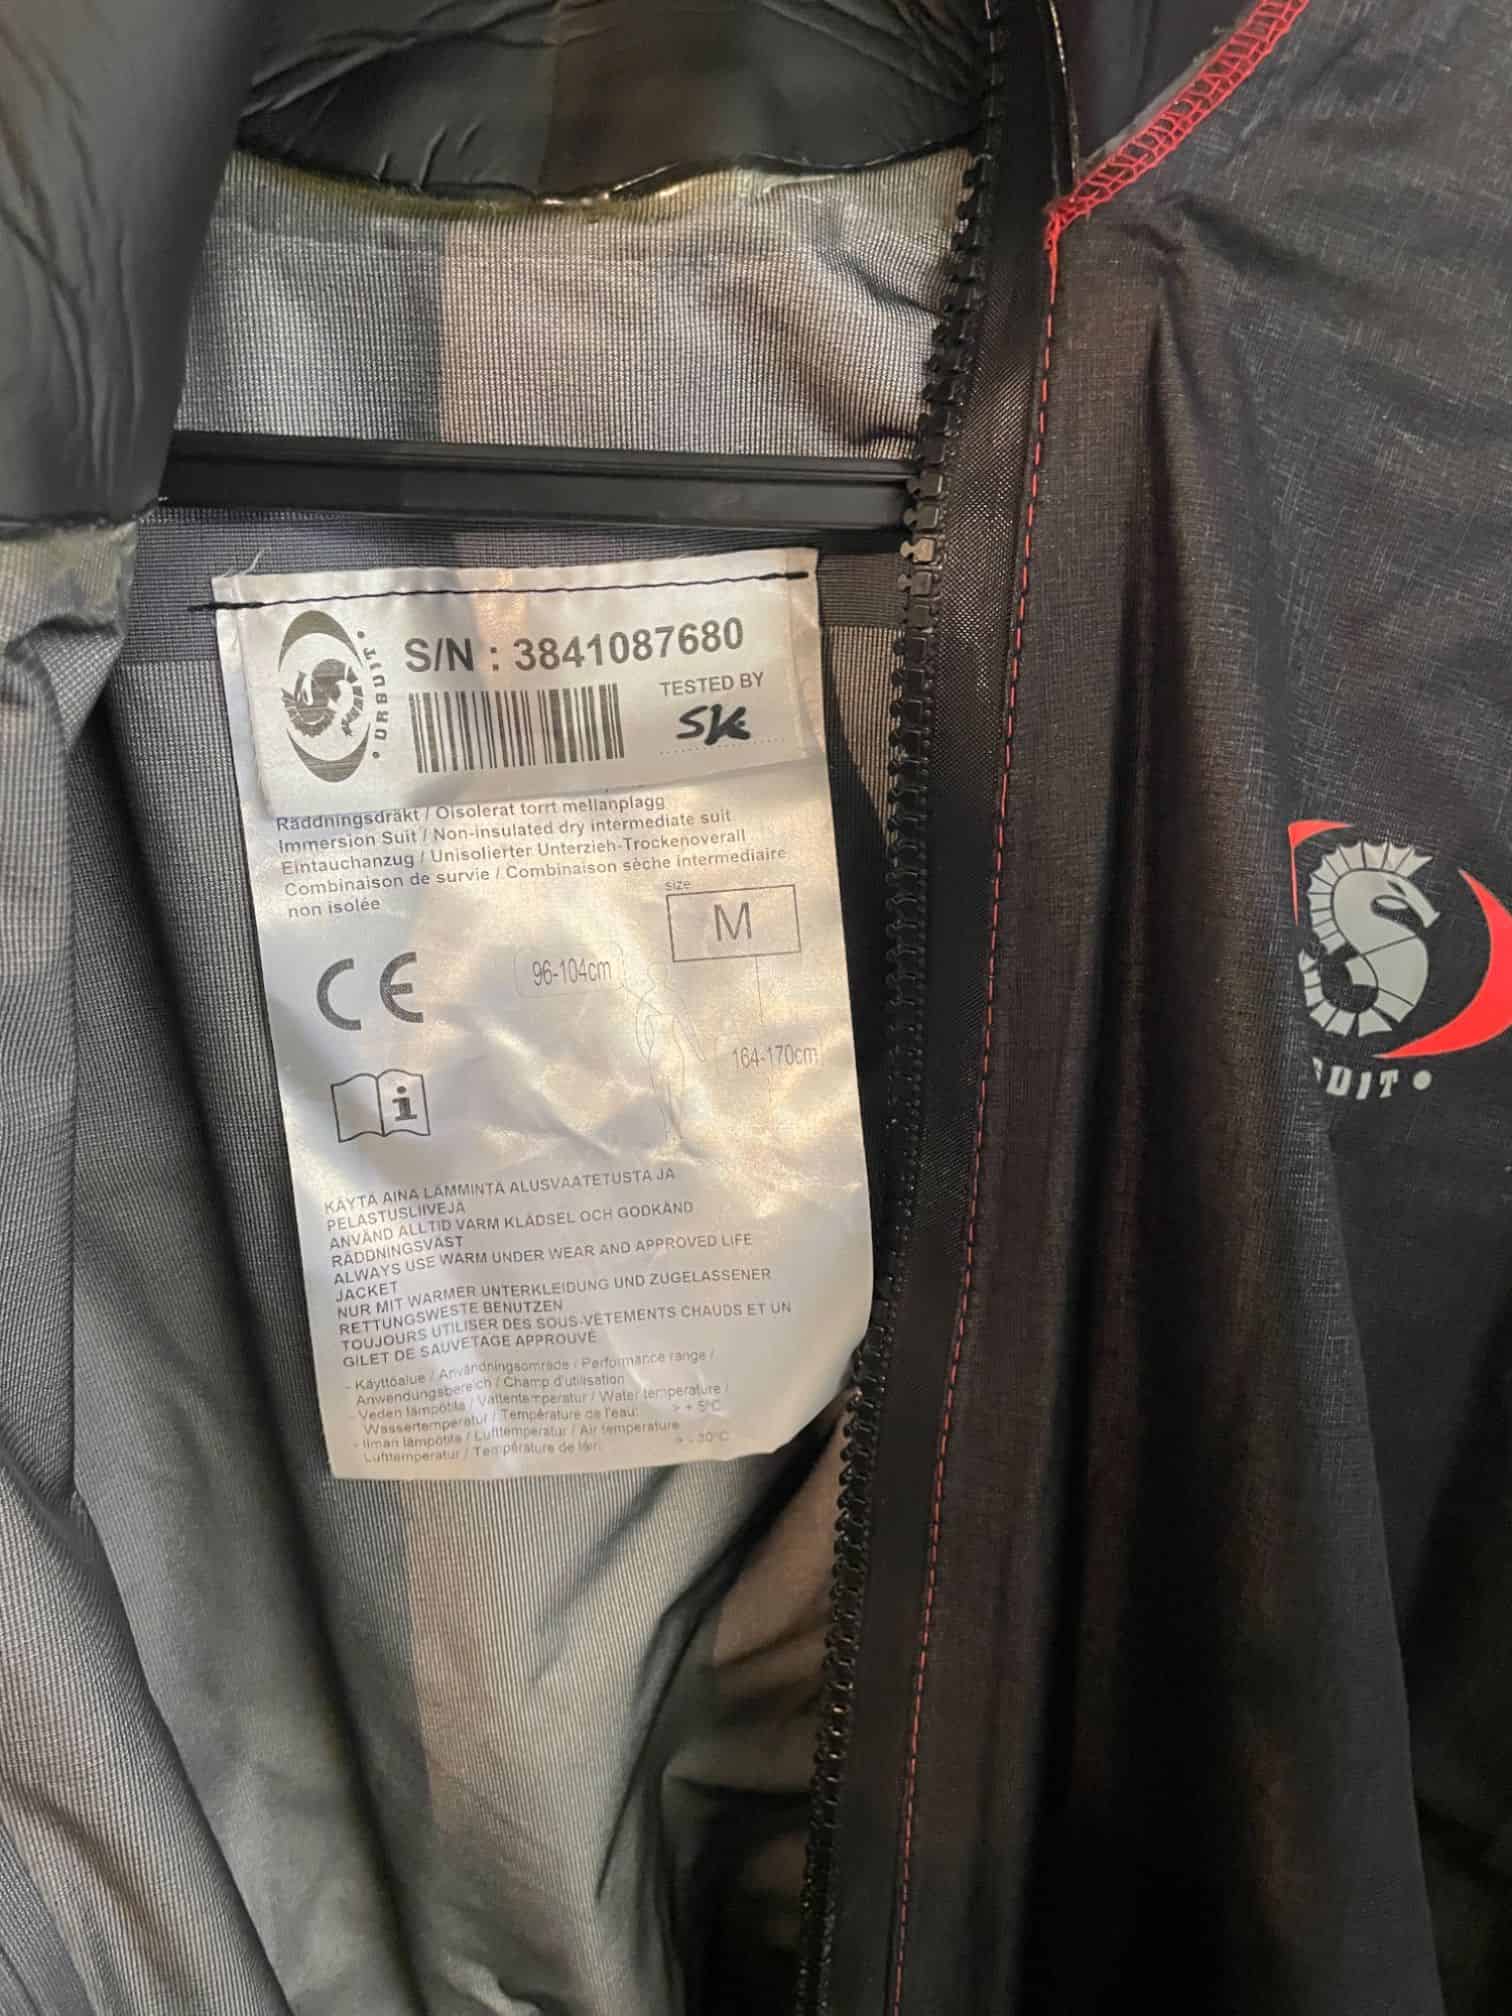 S/N : 3841087680
URSUIT
TESTED BY
SK
Räddningsdräkt / Oisolerat torrt mellanplagg
Immersion Suit / Non-insulated dry intermediate suit
Eintauchanzug / Unisolierter Unterzieh-Trockenoverall
Combinaison de survie / Combinaison sèche intermediaire
non isolée
size
M
CE
96-104cm
164-170cm
i
KÄYTÄ AINA LÄMMINTÄ ALUSVAATETUSTA JA
PELASTUSLIIVEJÄ
ANVÄND ALLTID VARM KLÄDSEL OCH GODKÄND
RÄDDNINGSVÄST
ALWAYS USE WARM UNDER WEAR AND APPROVED LIFE
JACKET
NUR MIT WARMER UNTERKLEIDUNG UND ZUGELASSENER
RETTUNGSWESTE BENUTZEN
TOUJOURS UTILISER DES SOUS-VÊTEMENTS CHAUDS ET UN
GILET DE SAUVETAGE APPROUVÉ
- Käyttöalue / Användningsområde / Performance range /
Anwendungsbereich / Champ d'utilisation
- Veden lämpötila / Vattentemperatur / Water temperature /
Wassertemperatur / Température de l'eau: > + 5°C
- Ilman lämpötila / Lufttemperatur / Air temperature
Lufttemperatur / Température de l'air: > - 30°C
SUIT